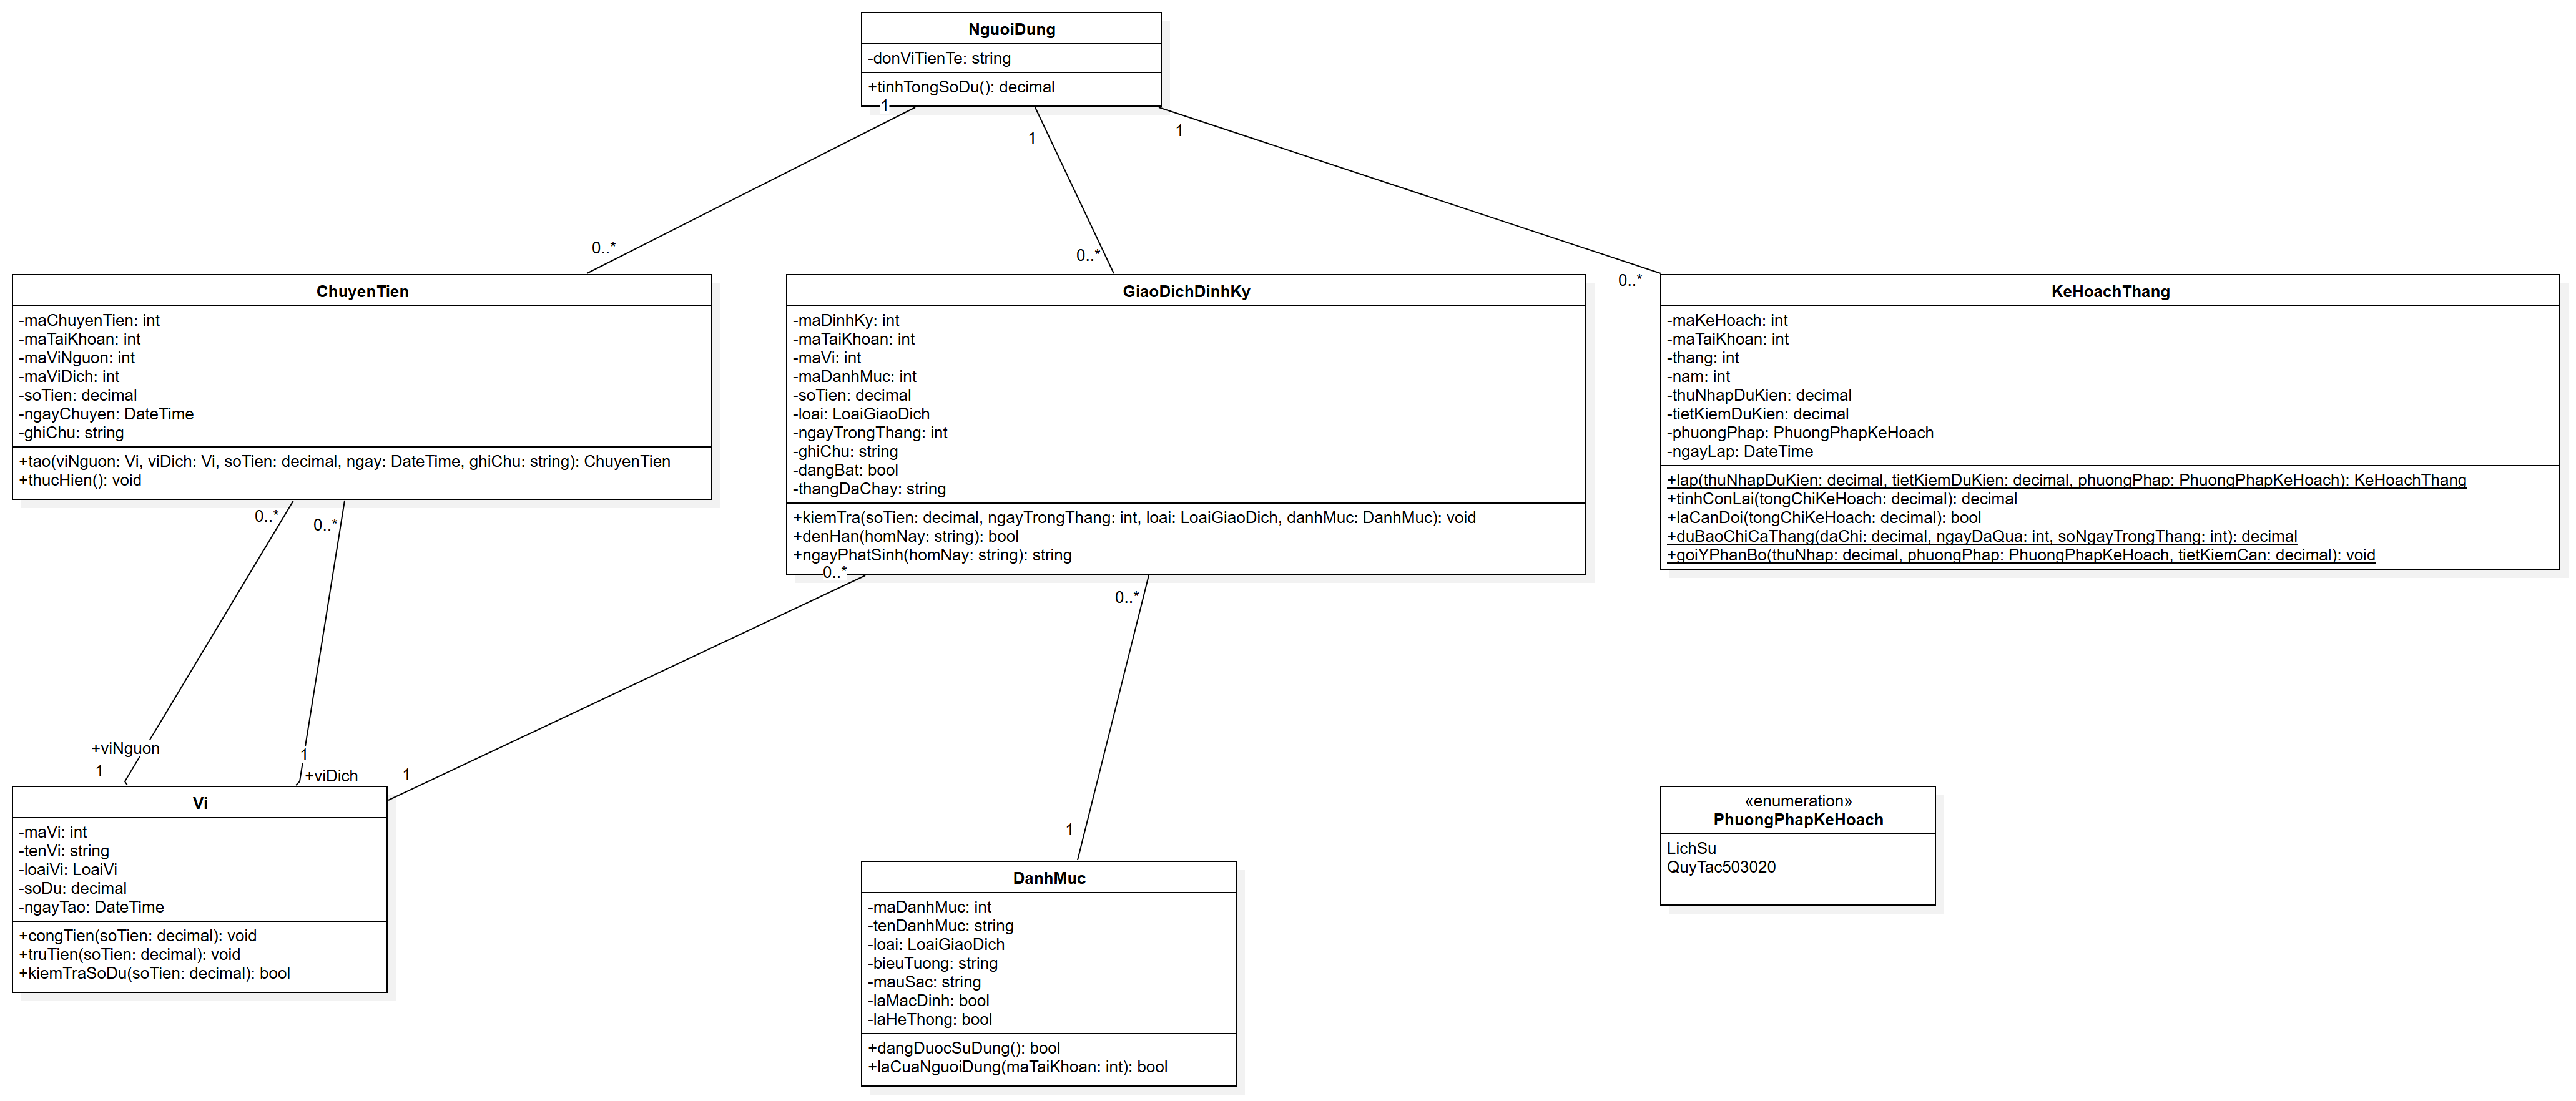 NguoiDung
-donViTienTe: string
+tinhTongSoDu(): decimal
1
1
1
0..*
0..*
0..*
ChuyenTien
-maChuyenTien: int
-maTaiKhoan: int
-maViNguon: int
-maViDich: int
-soTien: decimal
-ngayChuyen: DateTime
-ghiChu: string
+tao(viNguon: Vi, viDich: Vi, soTien: decimal, ngay: DateTime, ghiChu: string): ChuyenTien
+thucHien(): void
GiaoDichDinhKy
-maDinhKy: int
-maTaiKhoan: int
-maVi: int
-maDanhMuc: int
-soTien: decimal
-loai: LoaiGiaoDich
-ngayTrongThang: int
-ghiChu: string
-dangBat: bool
-thangDaChay: string
+kiemTra(soTien: decimal, ngayTrongThang: int, loai: LoaiGiaoDich, danhMuc: DanhMuc): void
+denHan(homNay: string): bool
+ngayPhatSinh(homNay: string): string
KeHoachThang
-maKeHoach: int
-maTaiKhoan: int
-thang: int
-nam: int
-thuNhapDuKien: decimal
-tietKiemDuKien: decimal
-phuongPhap: PhuongPhapKeHoach
-ngayLap: DateTime
+lap(thuNhapDuKien: decimal, tietKiemDuKien: decimal, phuongPhap: PhuongPhapKeHoach): KeHoachThang
+tinhConLai(tongChiKeHoach: decimal): decimal
+laCanDoi(tongChiKeHoach: decimal): bool
+duBaoChiCaThang(daChi: decimal, ngayDaQua: int, soNgayTrongThang: int): decimal
+goiYPhanBo(thuNhap: decimal, phuongPhap: PhuongPhapKeHoach, tietKiemCan: decimal): void
0..*
0..*
0..*
0..*
+viNguon
1
1
+viDich
1
1
Vi
-maVi: int
-tenVi: string
-loaiVi: LoaiVi
-soDu: decimal
-ngayTao: DateTime
+congTien(soTien: decimal): void
+truTien(soTien: decimal): void
+kiemTraSoDu(soTien: decimal): bool
DanhMuc
-maDanhMuc: int
-tenDanhMuc: string
-loai: LoaiGiaoDich
-bieuTuong: string
-mauSac: string
-laMacDinh: bool
-laHeThong: bool
+dangDuocSuDung(): bool
+laCuaNguoiDung(maTaiKhoan: int): bool
«enumeration»
PhuongPhapKeHoach
LichSu
QuyTac503020